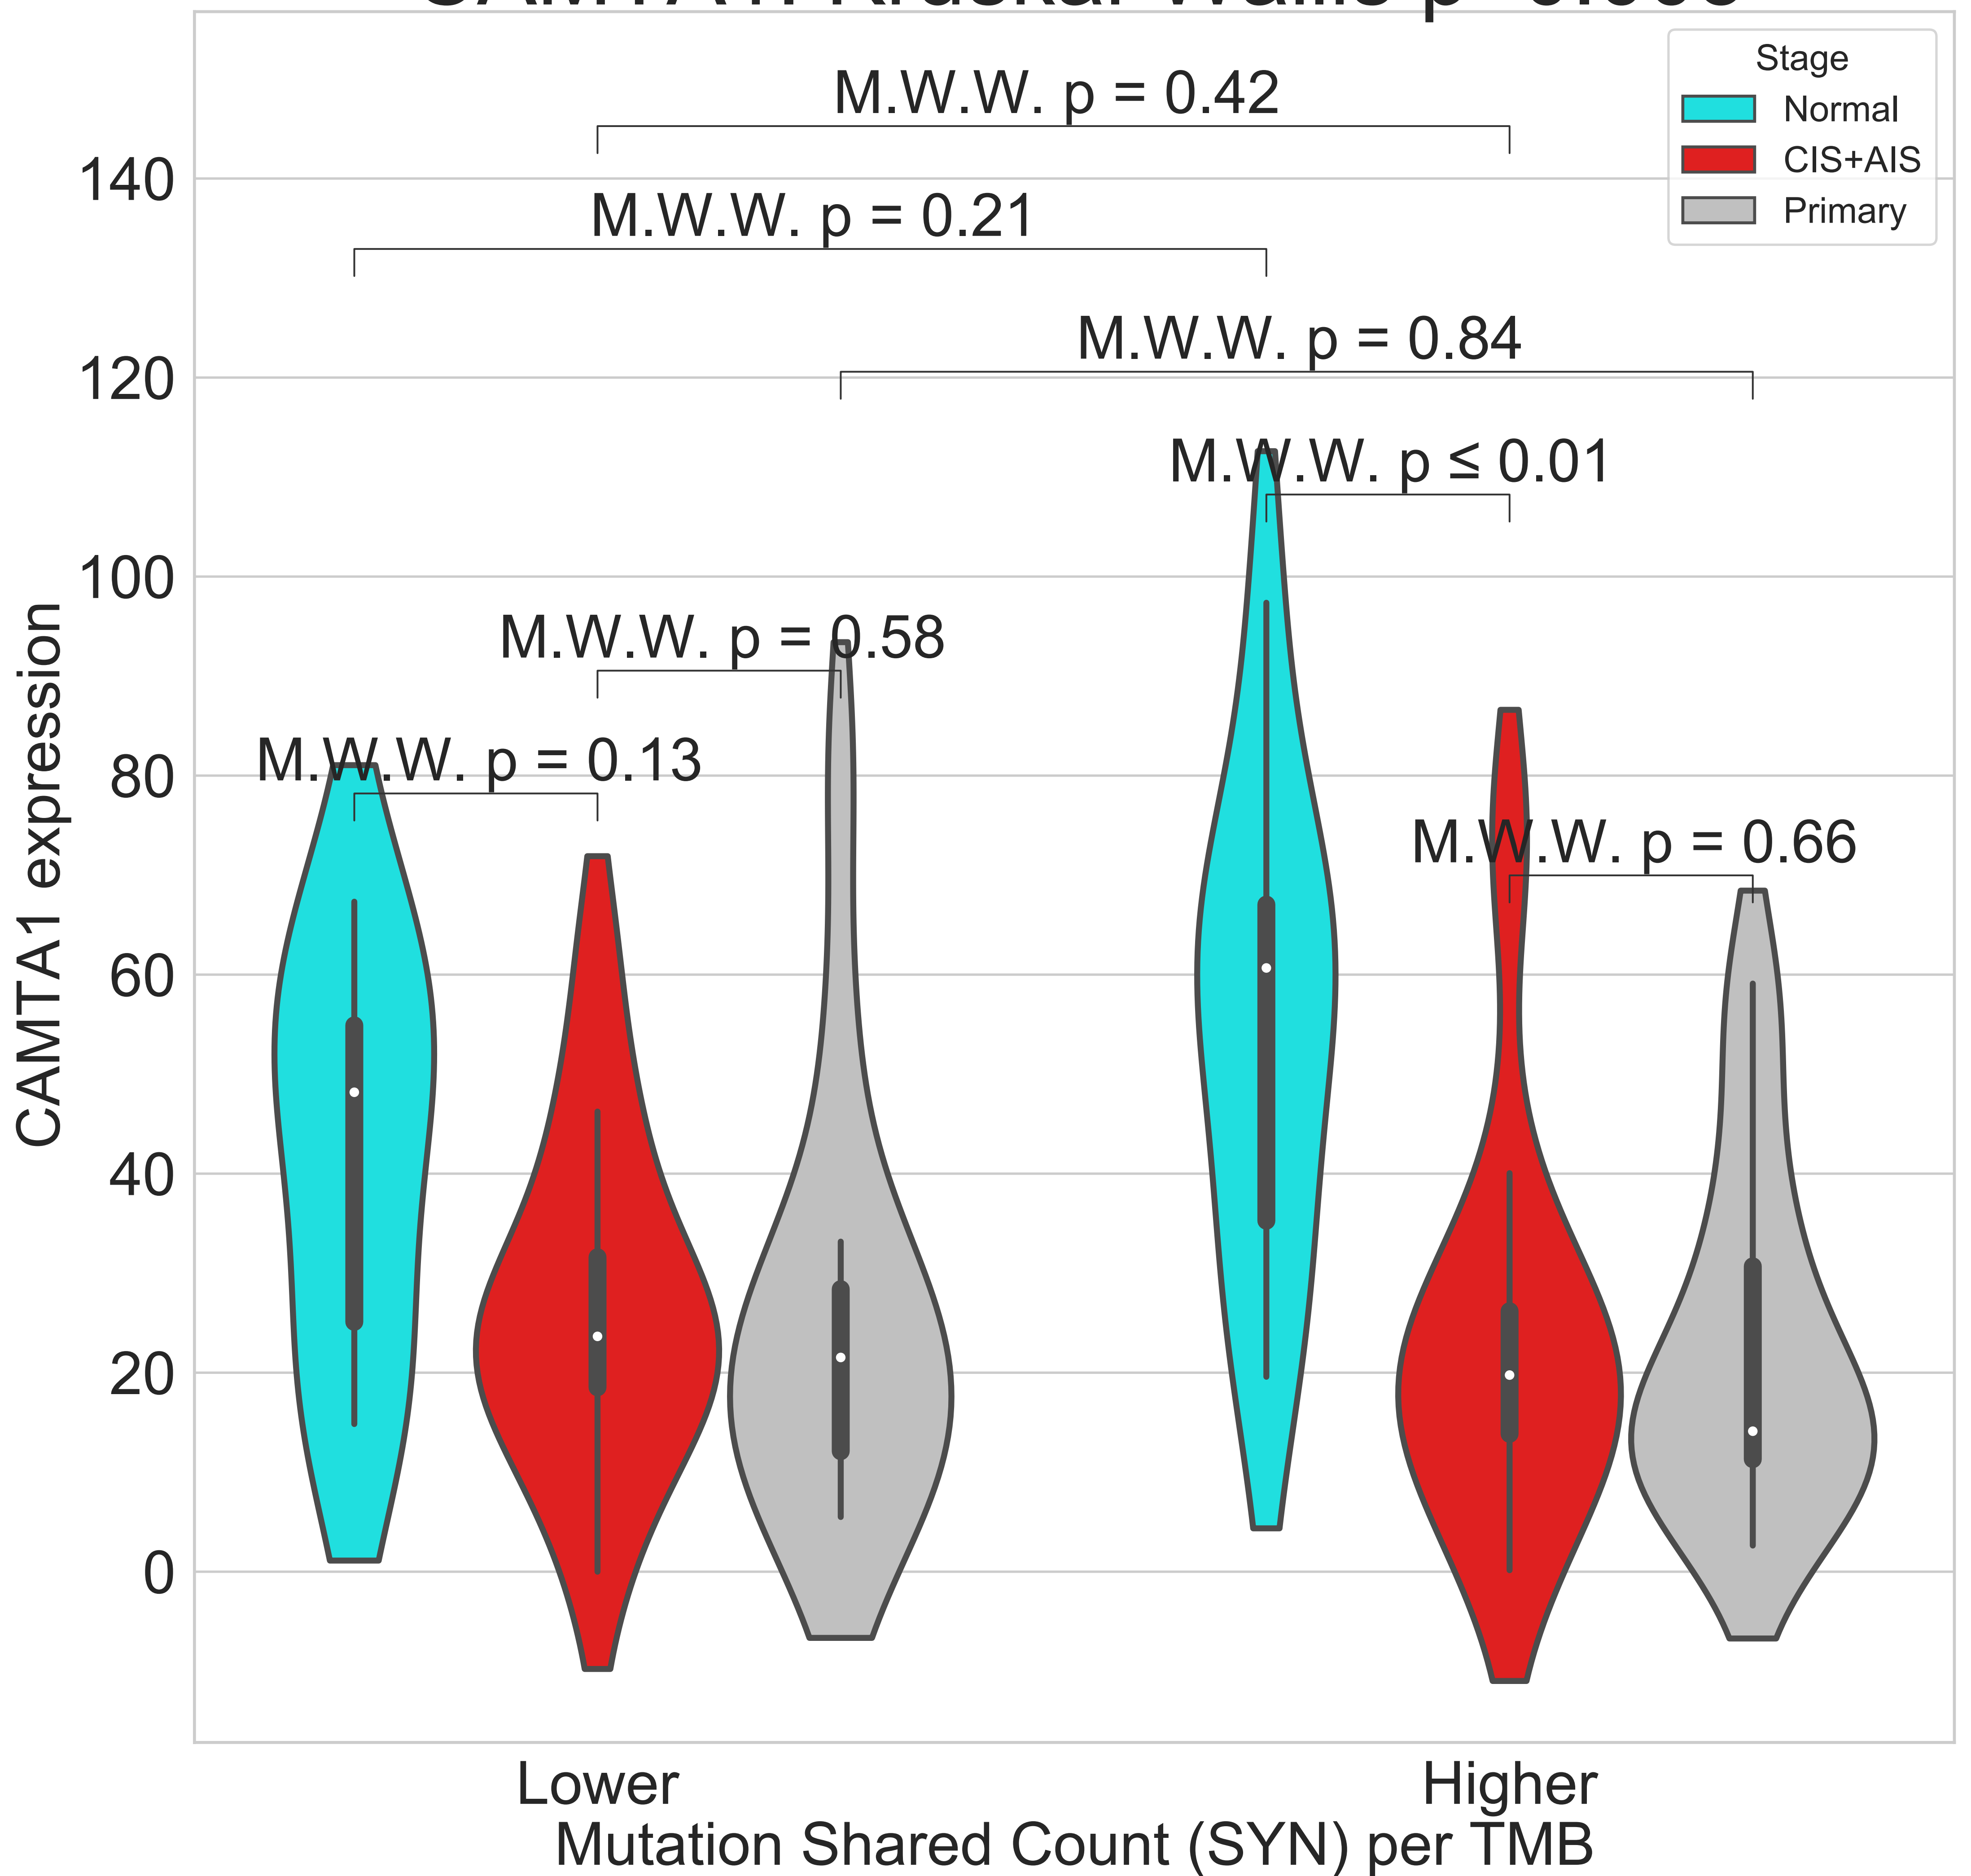 Stage
Normal
CIS+AIS
Primary
M.W.W. p = 0.42
M.W.W. p = 0.21
M.W.W. p = 0.84
M.W.W. p ≤ 0.01
M.W.W. p = 0.58
M.W.W. p = 0.13
M.W.W. p = 0.66
140
120
100
80
60
40
20
0
CAMTA1 expression
Lower
Higher
Mutation Shared Count (SYN) per TMB